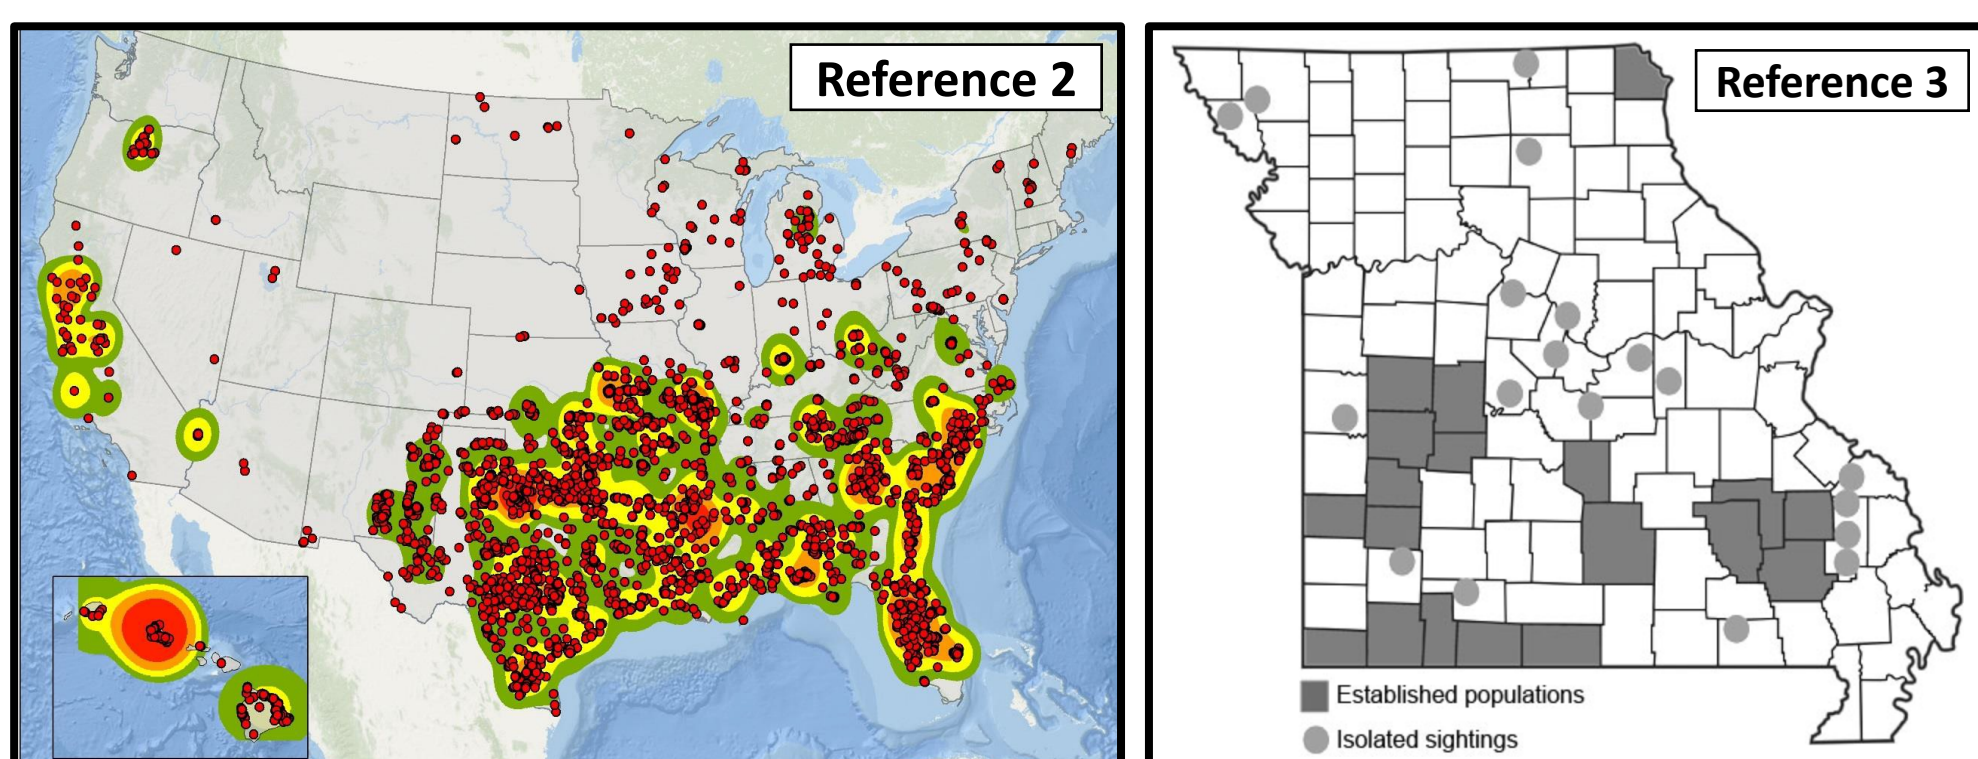 Reference 2
Reference 3
Established populations
Isolated sightings